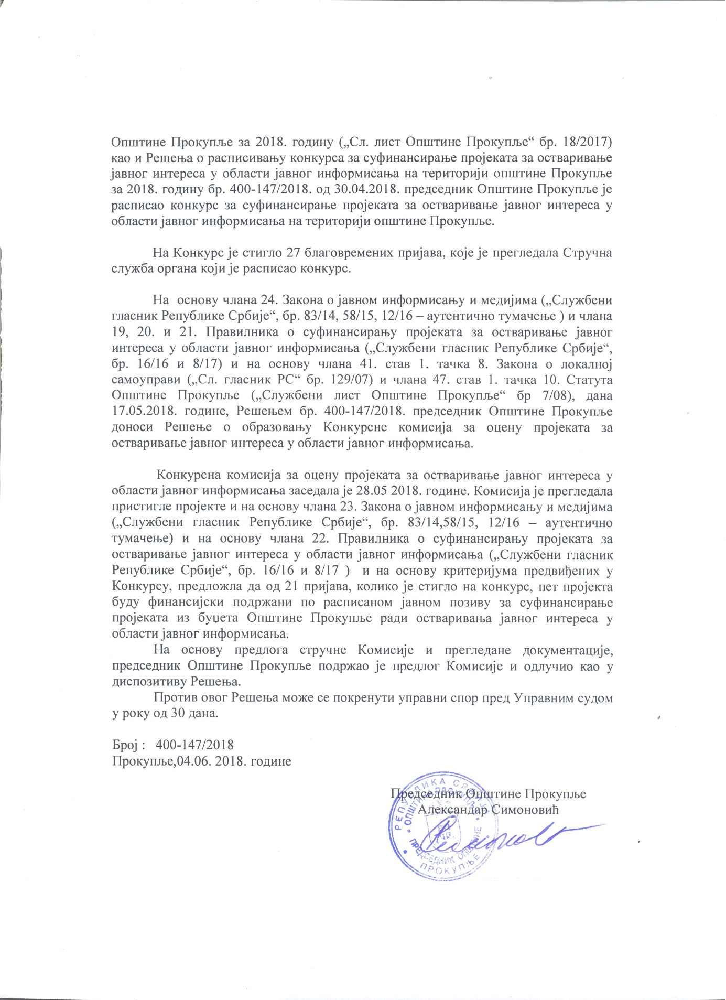 Општине Прокупље за 2018. годину („Сл. лист Општине Прокупље“ бр. 18/2017)
као и Решења о расписивању конкурса за суфинансирање пројеката за остваривање
јавног интереса у области јавног информисања на територији општине Прокупље
за 2018. годину бр. 400-147/2018. од 30.04.2018. председник Општине Прокупље је
расписао конкурс за суфинансирање пројеката за остваривање јавног интереса у
области јавног информисања на територији општине Прокупље.
На Конкурс је стигло 27 благовремених пријава, које је прегледала Стручна
служба органа који је расписао конкурс.
На  основу члана 24. Закона о јавном информисању и медијима („Службени
гласник Републике Србије“, бр. 83/14, 58/15, 12/16 – аутентично тумачење ) и члана
19, 20. и 21. Правилника о суфинансирању пројеката за остваривање јавног
интереса у области јавног информисања („Службени гласник Републике Србије“,
бр. 16/16 и 8/17) и на основу члана 41. став 1. тачка 8. Закона о локалној
самоуправи („Сл. гласник РС“ бр. 129/07) и члана 47. став 1. тачка 10. Статута
Општине Прокупље („Службени лист Општине Прокупље“ бр 7/08), дана
17.05.2018. године, Решењем бр. 400-147/2018. председник Општине Прокупље
доноси Решење о образовању Конкурсне комисија за оцену пројеката за
остваривање јавног интереса у области јавног информисања.
Конкурсна комисија за оцену пројеката за остваривање јавног интереса у
области јавног информисања заседала је 28.05 2018. године. Комисија је прегледала
пристигле пројекте и на основу члана 23. Закона о јавном информисању и медијима
(„Службени гласник Републике Србије“, бр. 83/14,58/15, 12/16 – аутентично
тумачење) и на основу члана 22. Правилника о суфинансирању пројеката за
остваривање јавног интереса у области јавног информисања („Службени гласник
Републике Србије“, бр. 16/16 и 8/17 )  и на основу критеријума предвиђених у
Конкурсу, предложла да од 21 пријава, колико је стигло на конкурс, пет пројекта
буду финансијски подржани по расписаном јавном позиву за суфинансирање
пројеката из буџета Општине Прокупље ради остваривања јавног интереса у
области јавног информисања.
На основу предлога стручне Комисије и прегледане документације,
председник Општине Прокупље подржао је предлог Комисије и одлучио као у
диспозитиву Решења.
Против овог Решења може се покренути управни спор пред Управним судом
у року од 30 дана.
Број :   400-147/2018
Прокупље,04.06. 2018. године
Председник Општине Прокупље
Александар Симоновић
РЕПУБЛИКА СРБИЈА
ОПШТИНА ПРОКУПЉЕ
ПРЕДСЕДНИК ОПШТИНЕ
ПРОКУПЉЕ